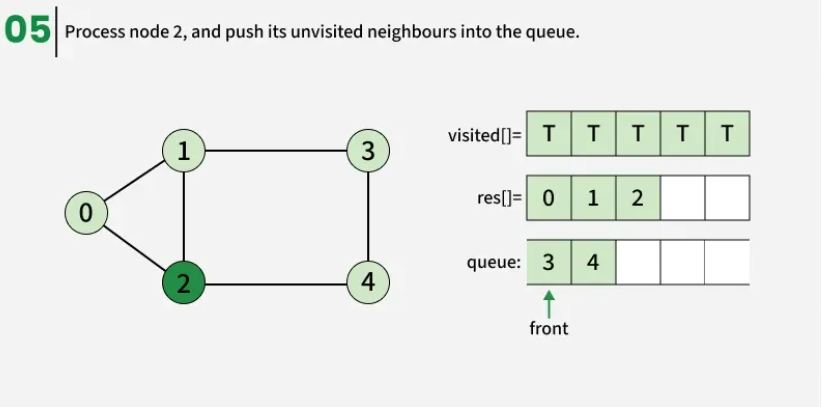 05 Process node 2, and push its unvisited neighbours into the queue.
1 3
0
2 4
visited[]= T T T T T
res[]= 0 1 2
queue: 3 4
front